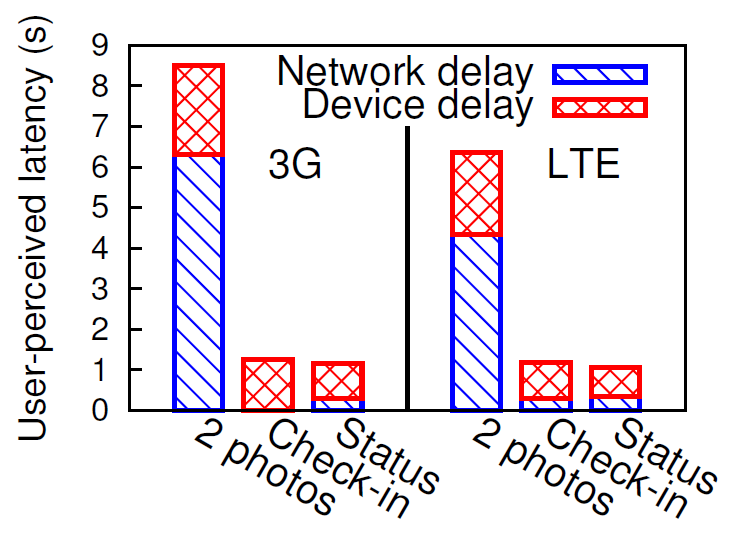 User-perceived latency (s)
9
8
7
6
5
4
3
2
1
0
Network delay
Device delay
3G
LTE
2 photos
Check-in
Status
2 photos
Check-in
Status